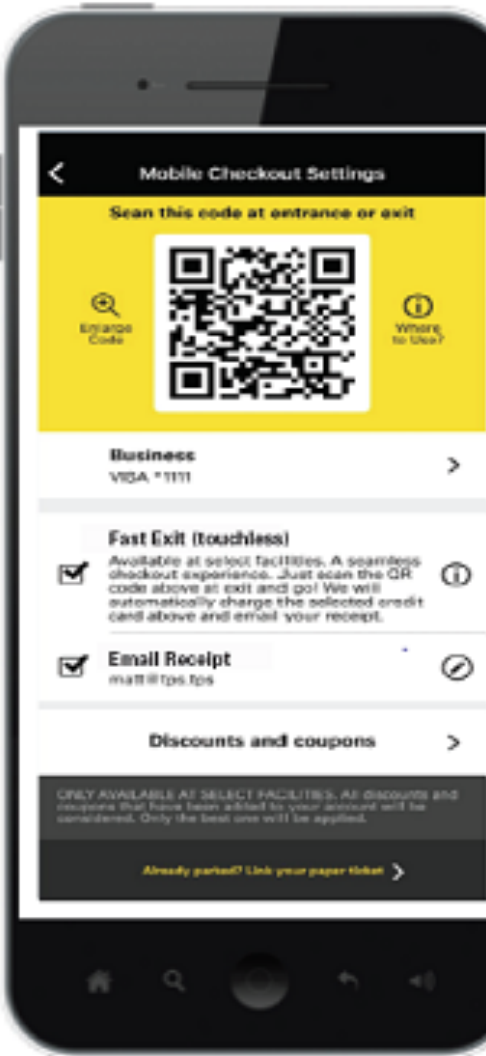 Mobile Checkout Settings
Scan this code at entrance or exit
Enlarge
Code
Where
to Use?
Business
VISA *1111
Fast Exit (touchless)
Available at select facilities. A seamless
checkout experience. Just scan the QR
code above at exit and go! We will
automatically charge the selected credit
card above and email your receipt.
Email Receipt
matt@tps.tps
Discounts and coupons
ONLY AVAILABLE AT SELECT FACILITIES. All discounts and
coupons that have been added to your account will be
considered. Only the best one will be applied.
Already parked? Link your paper ticket